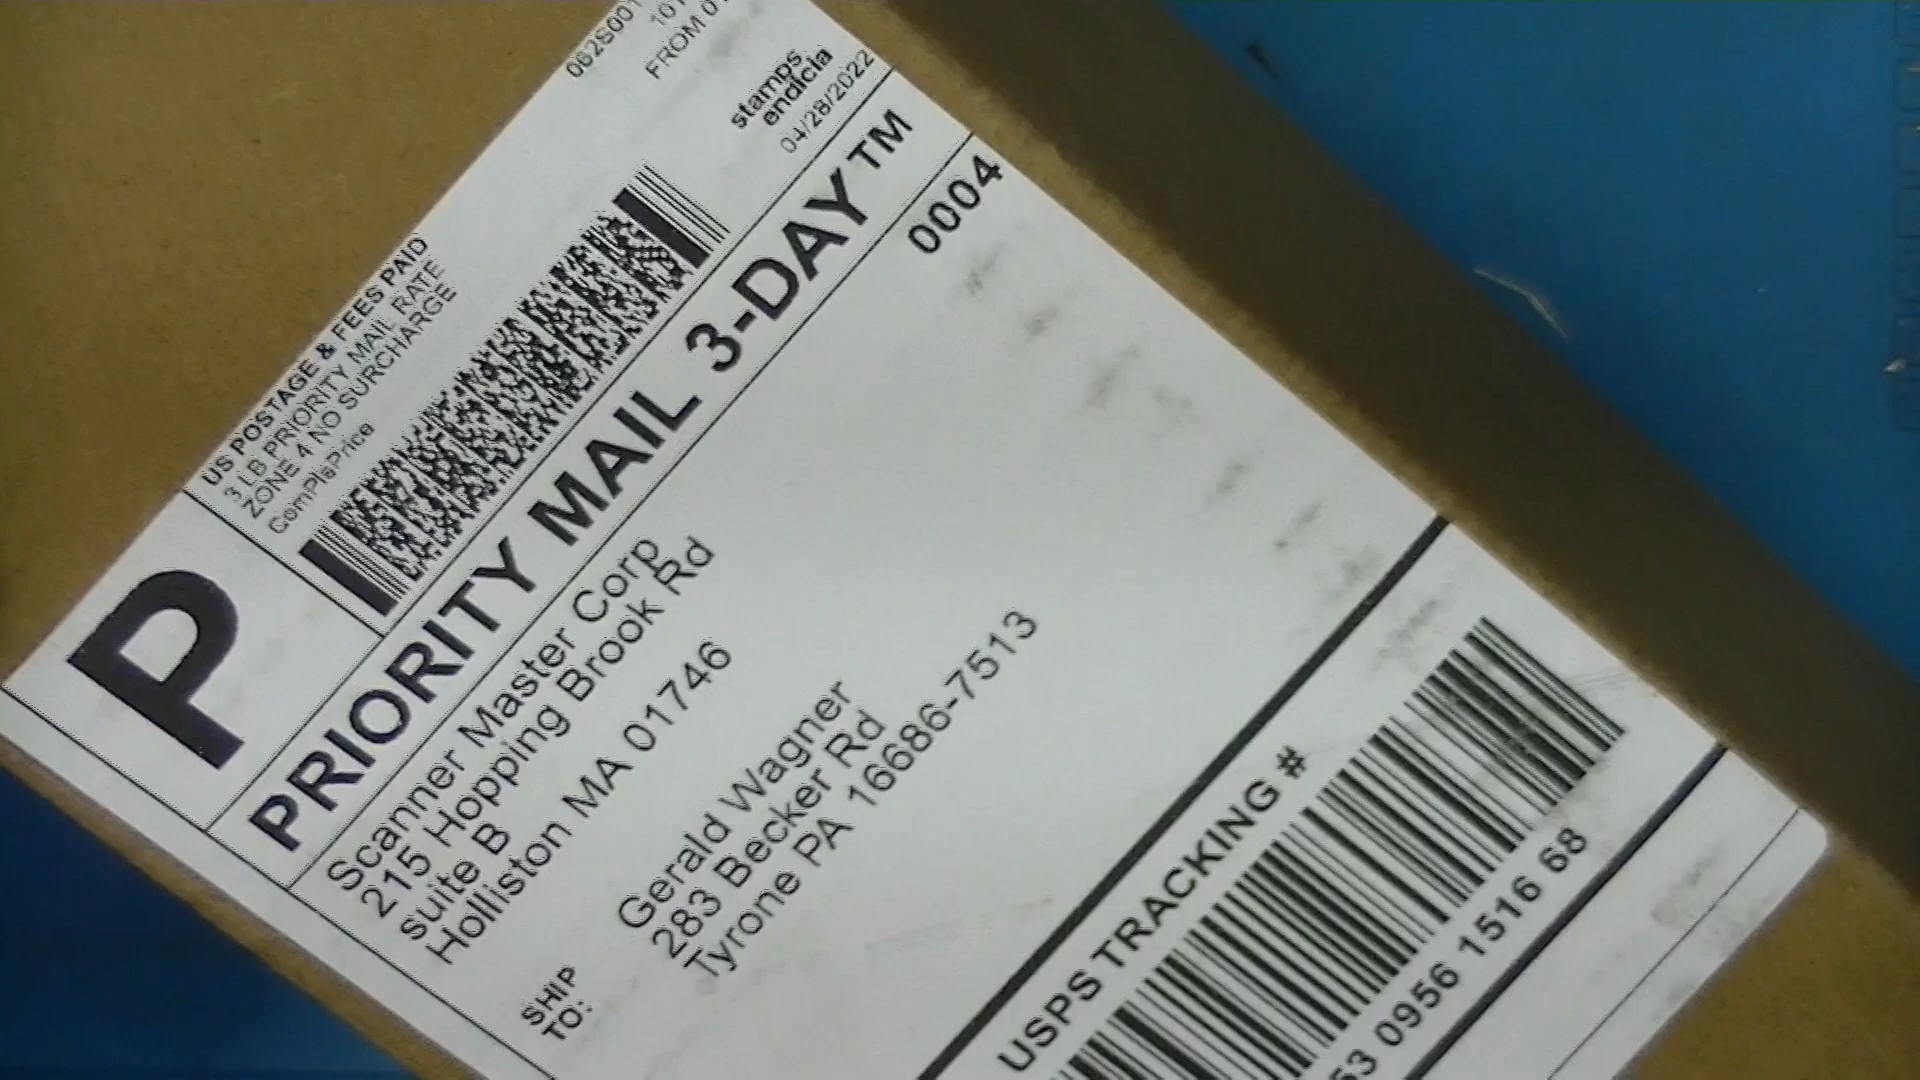 P
US POSTAGE & FEES PAID
3 LB PRIORITY MAIL RATE
ZONE 4 NO SURCHARGE
ComPlsPrice
062S001
FROM
stamps
endicia
04/28/2022
PRIORITY MAIL 3-DAY™
0004
Scanner Master Corp
215 Hopping Brook Rd
suite B
Holliston MA 01746
SHIP
TO:
Gerald Wagner
283 Becker Rd
Tyrone PA 16686-7513
USPS TRACKING #
53 0956 1516 68